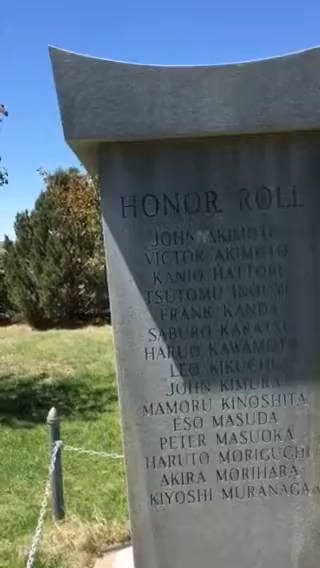 HONOR ROLL
JOHN AKIMOTO
VICTOR AKIMOTO
KANJO HATTORI
TSUTOMU INOUYE
FRANK KANDA
SABURO KARATSU
HARUO KAWAMOTO
LEO KIKUCHI
JOHN KIMURA
MAMORU KINOSHITA
ESO MASUDA
PETER MASUOKA
HARUTO MORIGUCHI
AKIRA MORIHARA
KIYOSHI MURANAGA